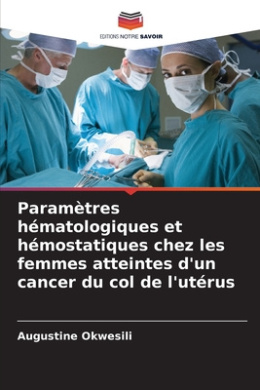 EDITIONS NOTRE SAVOIR
Paramètres
hématologiques et
hémostatiques chez les
femmes atteintes d'un
cancer du col de l'utérus
Augustine Okwesili